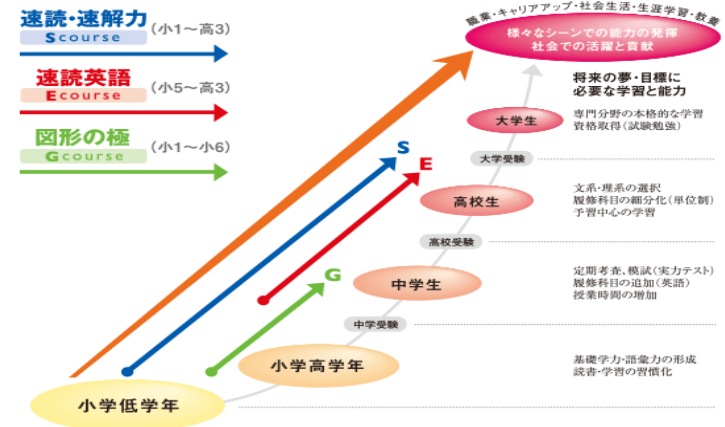 速読・速解力
Scourse
(小1〜高3)
速読英語
Ecourse
(小5〜高3)
図形の極
Gcourse
(小1〜小6)
職業・キャリアアップ・社会生活・生涯学習・教養
様々なシーンでの能力の発揮
社会での活躍と貢献
将来の夢・目標に
必要な学習と能力
大学生
専門分野の本格的な学習
資格取得(試験勉強)
大学受験
S
E
高校生
文系・理系の選択
履修科目の細分化(単位制)
予習中心の学習
高校受験
G
中学生
定期考査、模試(実力テスト)
履修科目の追加(英語)
授業時間の増加
中学受験
小学高学年
基礎学力・語彙力の形成
読書・学習の習慣化
小学低学年